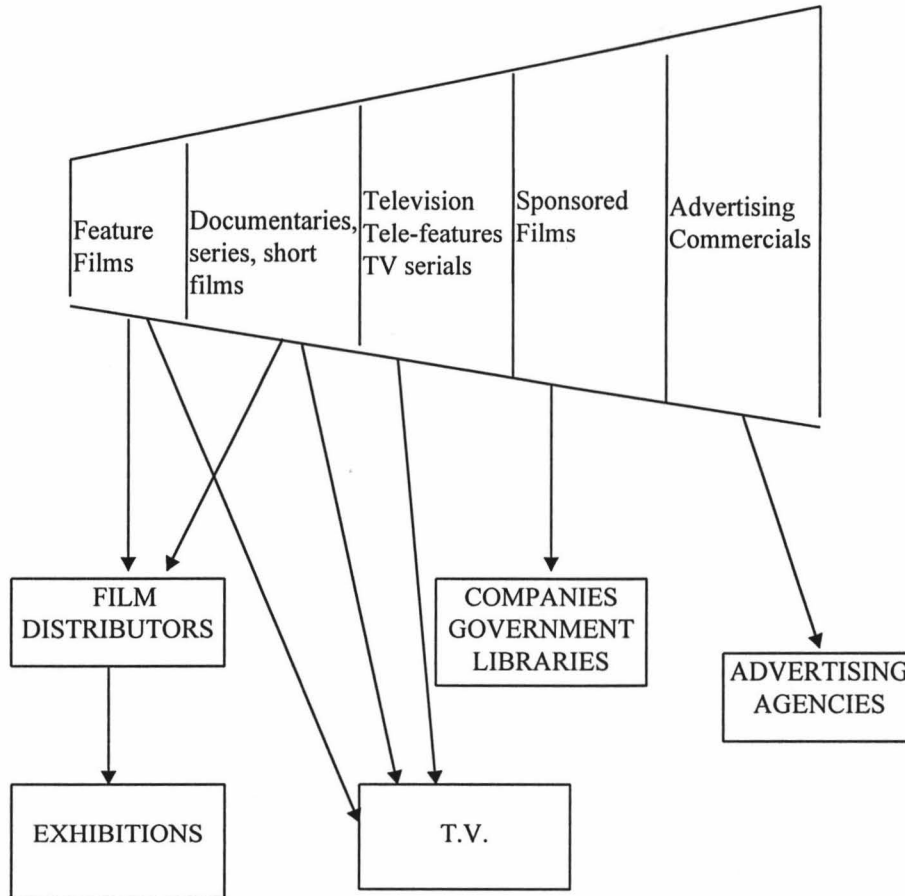 Feature
Films
Documentaries,
series, short
films
Television
Tele-features
TV serials
Sponsored
Films
Advertising
Commercials
FILM
DISTRIBUTORS
COMPANIES
GOVERNMENT
LIBRARIES
ADVERTISING
AGENCIES
EXHIBITIONS
T.V.